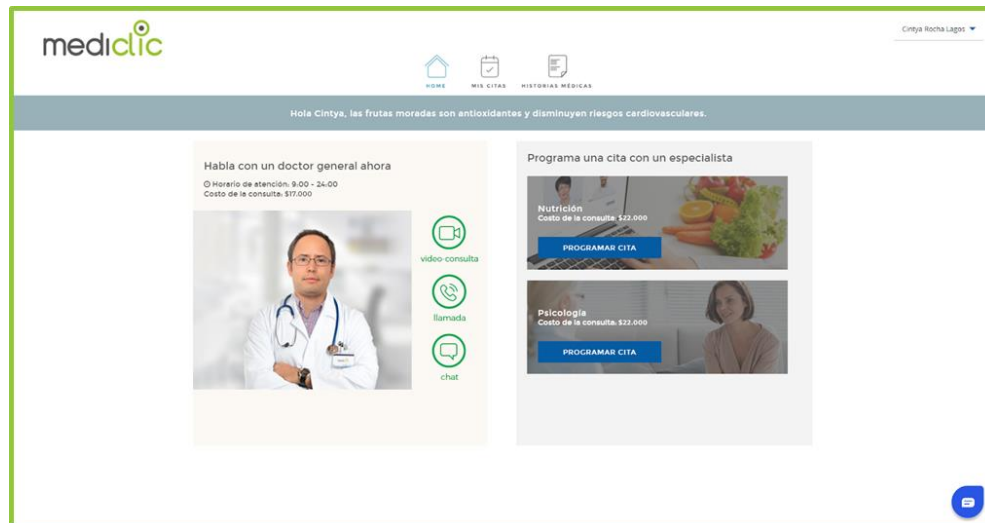 mediclic
Cintya Rocha Lagos
HOME
MIS CITAS
HISTORIAS MÉDICAS
Hola Cintya, las frutas moradas son antioxidantes y disminuyen riesgos cardiovasculares.
Habla con un doctor general ahora
Horario de atención: 9:00 - 24:00
Costo de la consulta: $17.000
video consulta
llamada
chat
Programa una cita con un especialista
Nutrición
Costo de la consulta: $22.000
PROGRAMAR CITA
Psicología
Costo de la consulta: $22.000
PROGRAMAR CITA